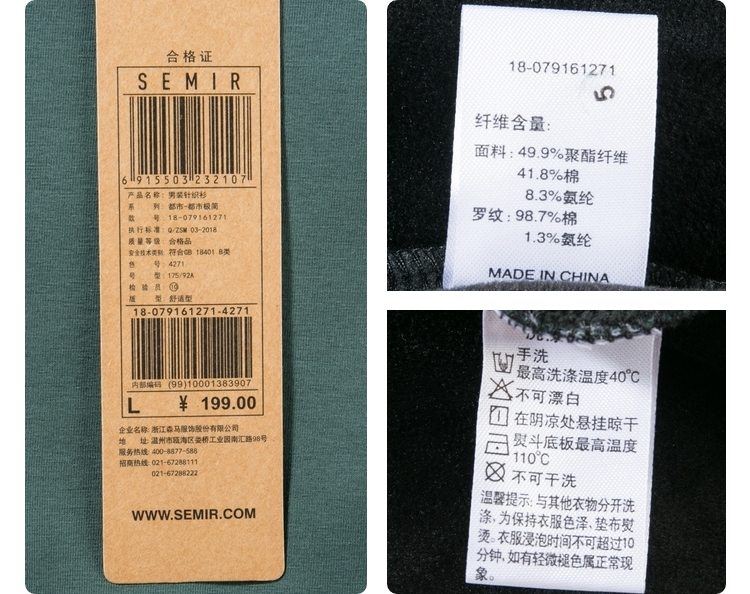 合格证
SEMIR
6 915503 232107
产品名称: 男装针织衫
系 列: 都市-都市极简
款 号: 18-079161271
执行标准: Q/ZSM 03-2018
质量等级: 合格品
安全技术类别: 符合GB 18401 B类
色 号: 4271
号 型: 175/92A
检 验 员: 10
版 型: 舒适型
18-079161271-4271
内部编码 (99)10001383907
L ¥ 199.00
企业名称: 浙江森马服饰股份有限公司
地 址: 温州市瓯海区娄桥工业园南汇路98号
服务热线: 400-8877-588
招商热线: 021-67288111
021-67288222
WWW.SEMIR.COM
18-079161271
5
纤维含量:
面料: 49.9%聚酯纤维
41.8%棉
8.3%氨纶
罗纹: 98.7%棉
1.3%氨纶
MADE IN CHINA
手洗
最高洗涤温度40℃
不可漂白
在阴凉处悬挂晾干
熨斗底板最高温度
110℃
不可干洗
温馨提示: 与其他衣物分开洗
涤, 为保持衣服色泽, 垫布熨
烫。衣服浸泡时间不可超过10
分钟, 如有轻微褪色属正常现
象。